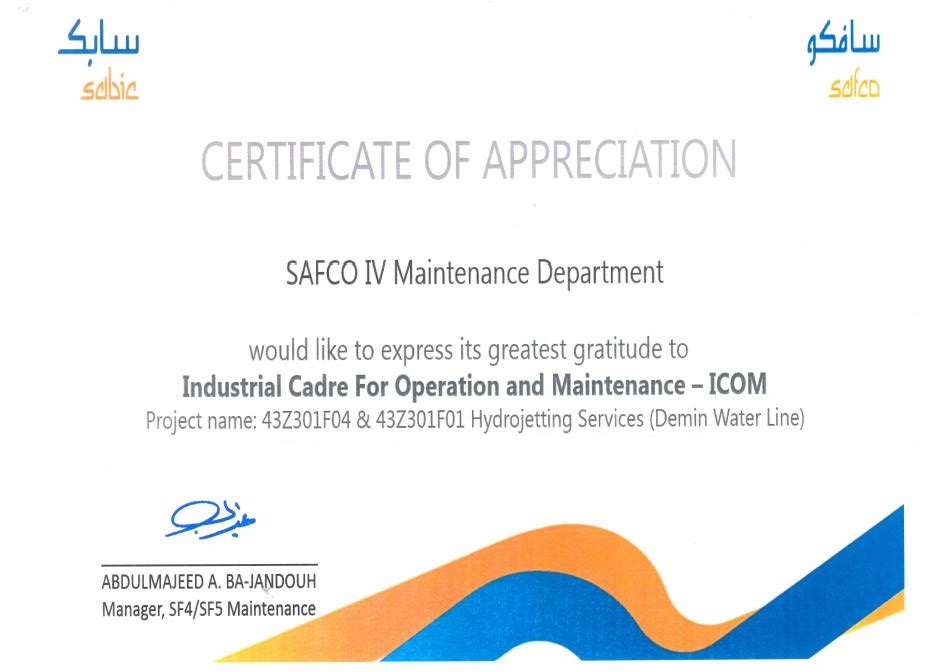 سابک
sabic
سافكو
safco
CERTIFICATE OF APPRECIATION
SAFCO IV Maintenance Department
would like to express its greatest gratitude to
Industrial Cadre For Operation and Maintenance – ICOM
Project name: 43Z301F04 & 43Z301F01 Hydrojetting Services (Demin Water Line)
ABDULMAJEED A. BA-JANDOUH
Manager, SF4/SF5 Maintenance